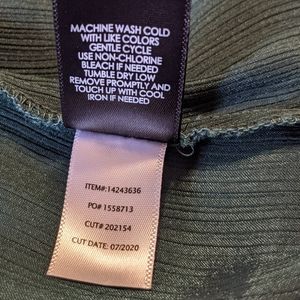 MACHINE WASH COLD
WITH LIKE COLORS
GENTLE CYCLE
USE NON-CHLORINE
BLEACH IF NEEDED
TUMBLE DRY LOW
REMOVE PROMPTLY AND
TOUCH UP WITH COOL
IRON IF NEEDED
ITEM#:14243636
PO# 1558713
CUT# 202154
CUT DATE: 07/2020